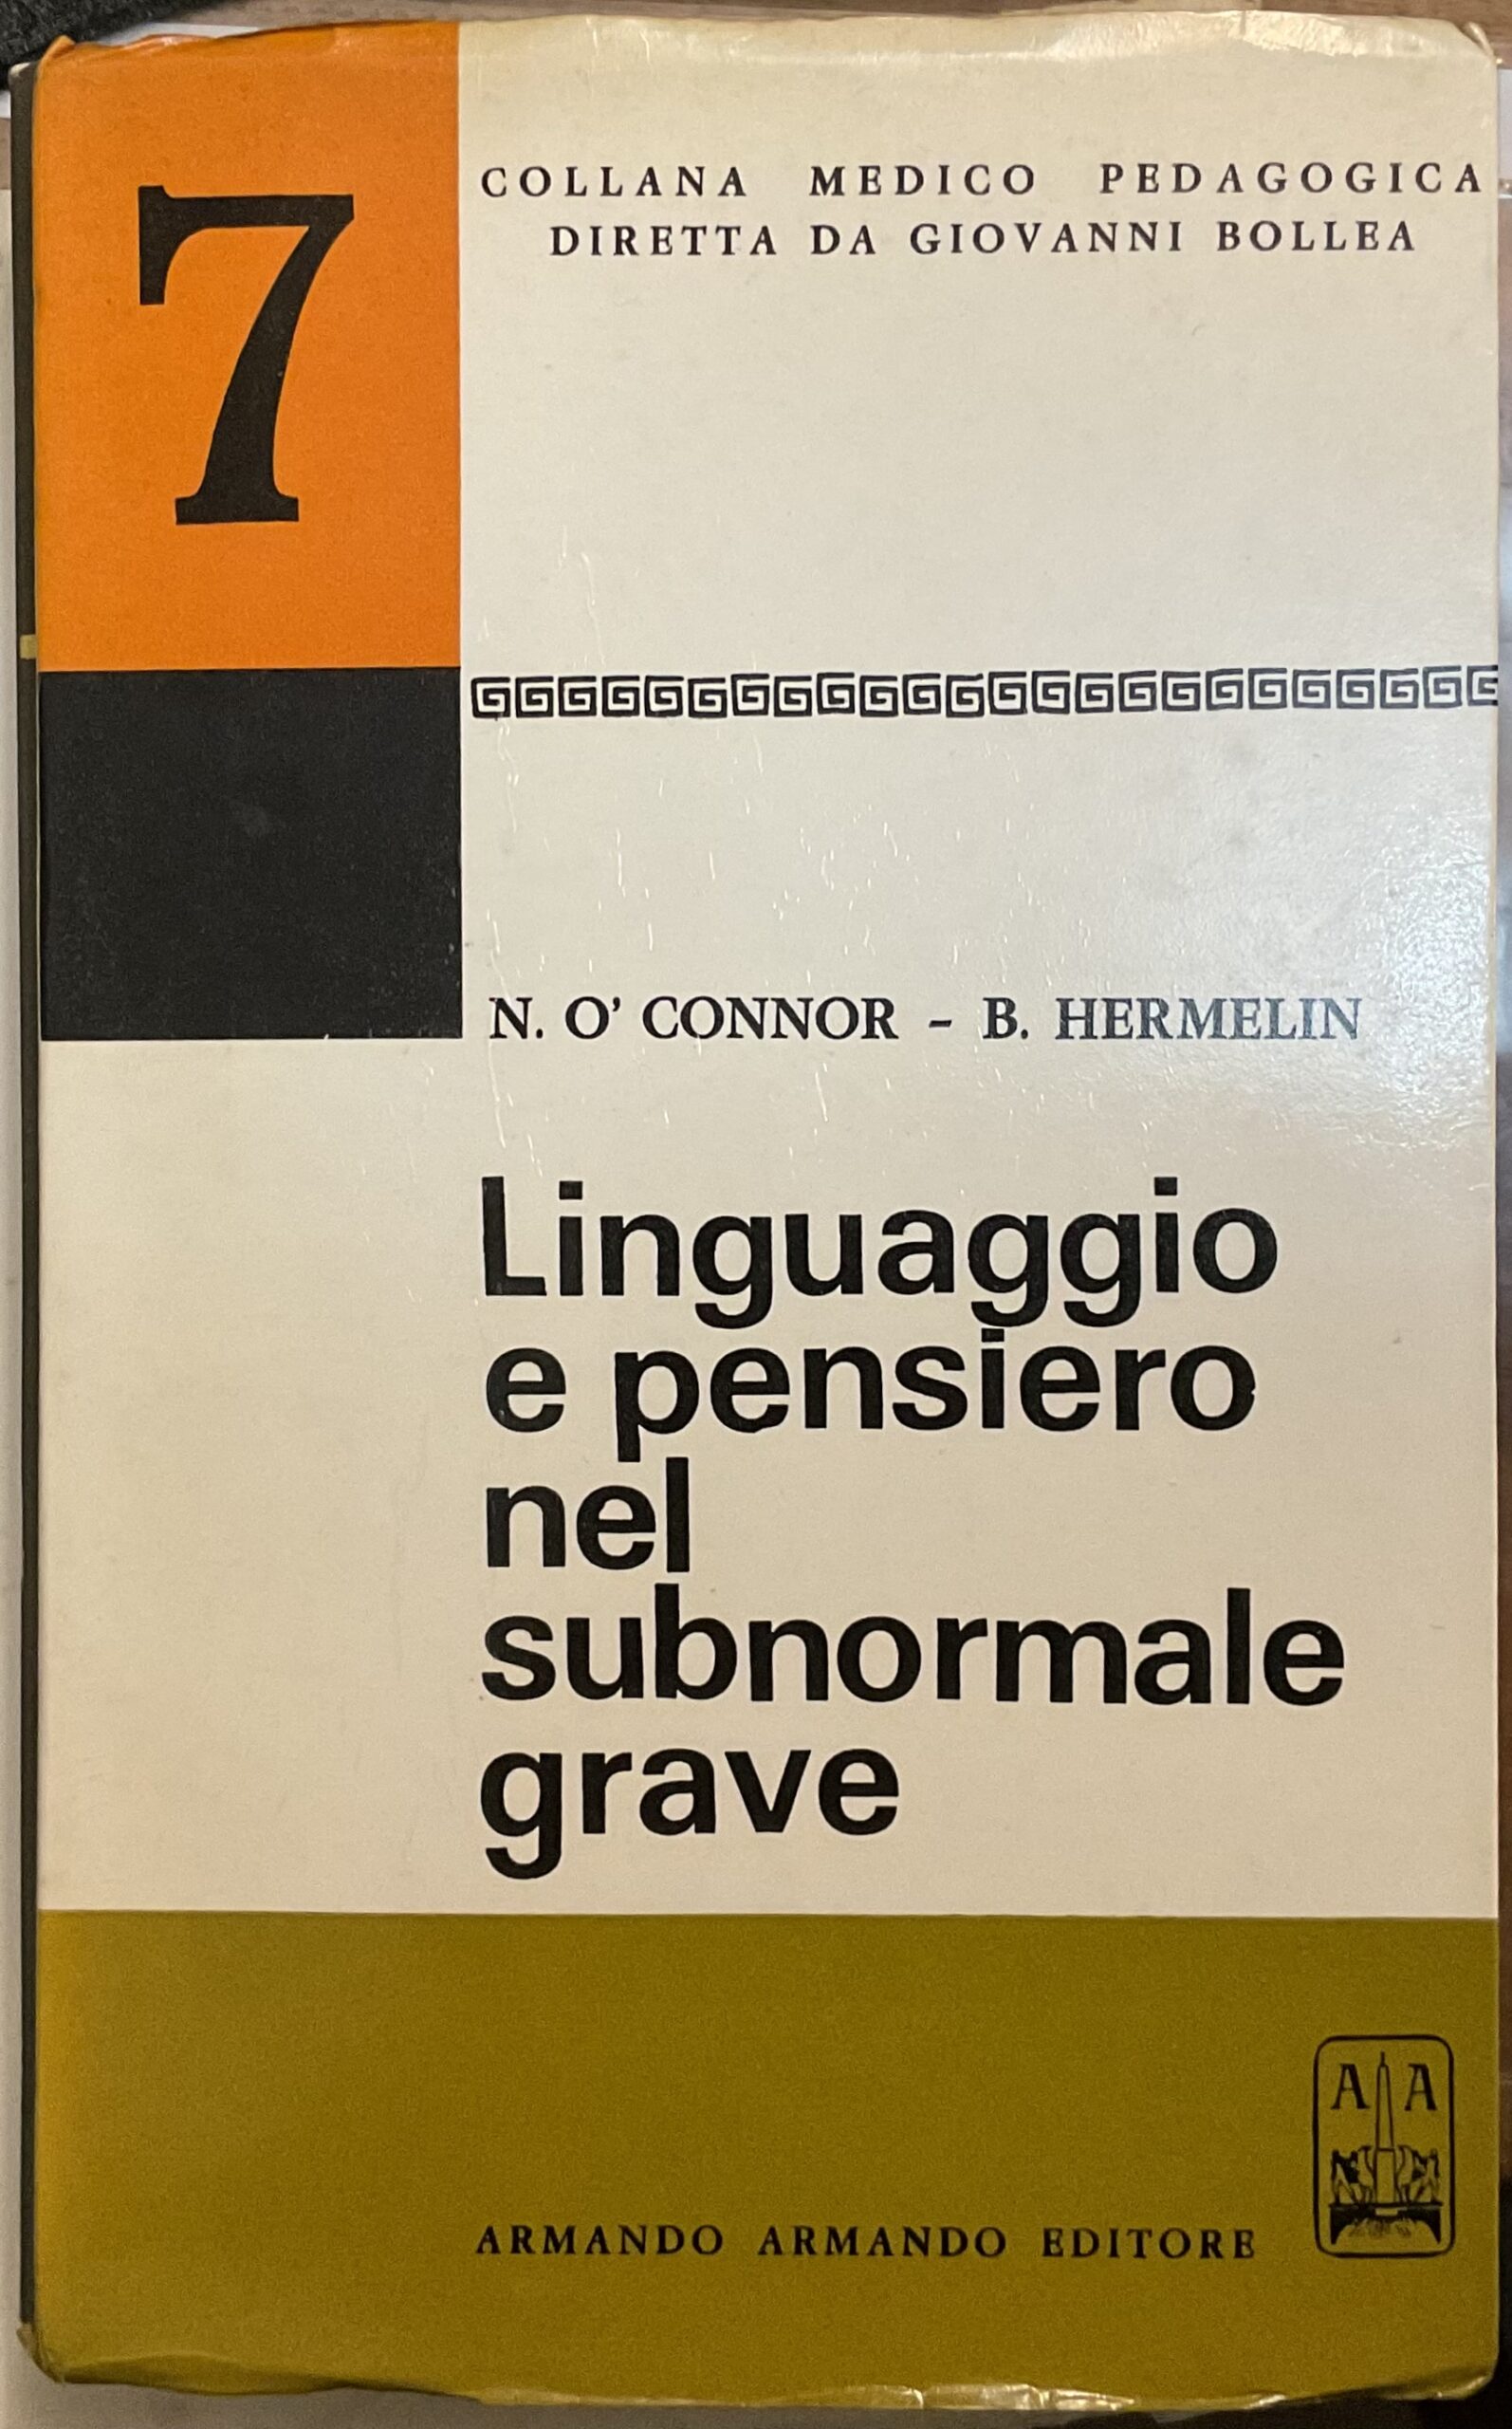 7
COLLANA MEDICO PEDAGOGICA
DIRETTA DA GIOVANNI BOLLEA
N. O' CONNOR - B. HERMELIN
Linguaggio
e pensiero
nel
subnormale
grave
A A
ARMANDO ARMANDO EDITORE